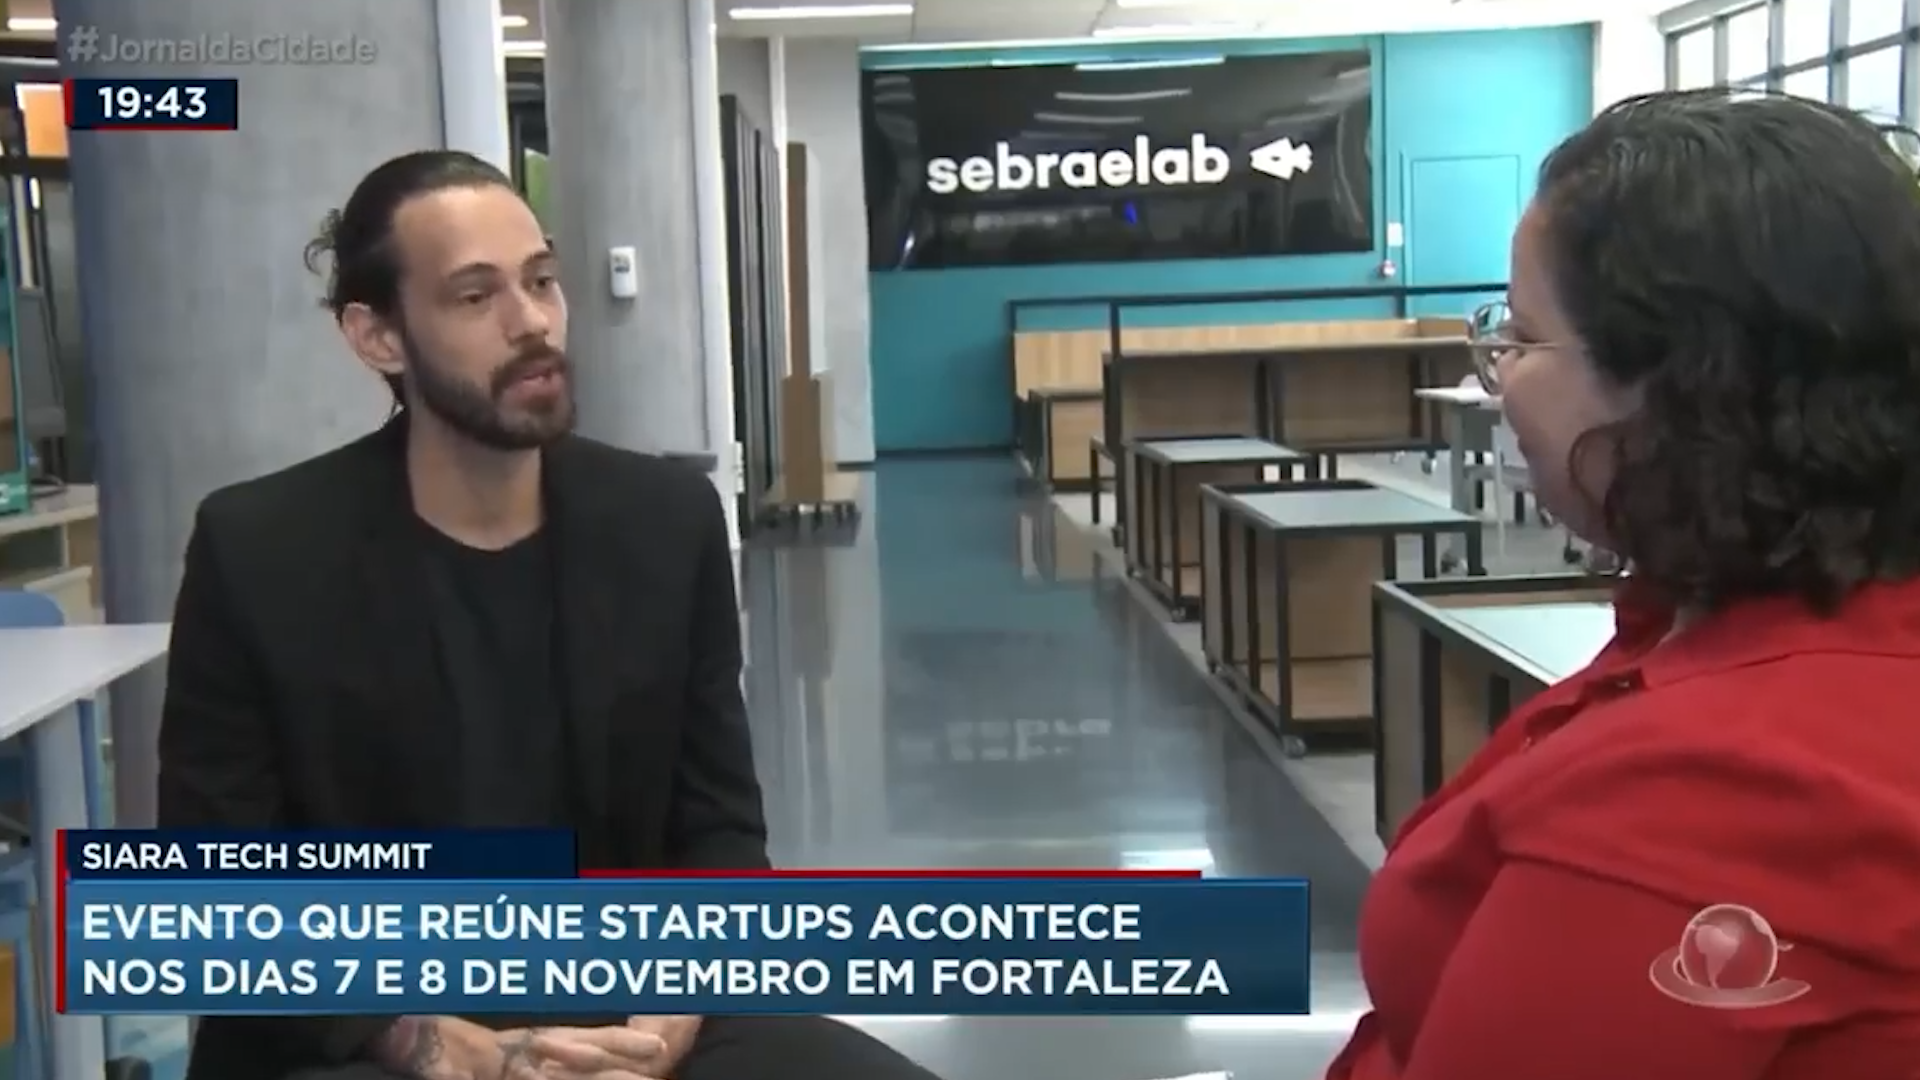 #JornaldaCidade
19:43
sebraelab
SIARA TECH SUMMIT
EVENTO QUE REÚNE STARTUPS ACONTECE
NOS DIAS 7 E 8 DE NOVEMBRO EM FORTALEZA